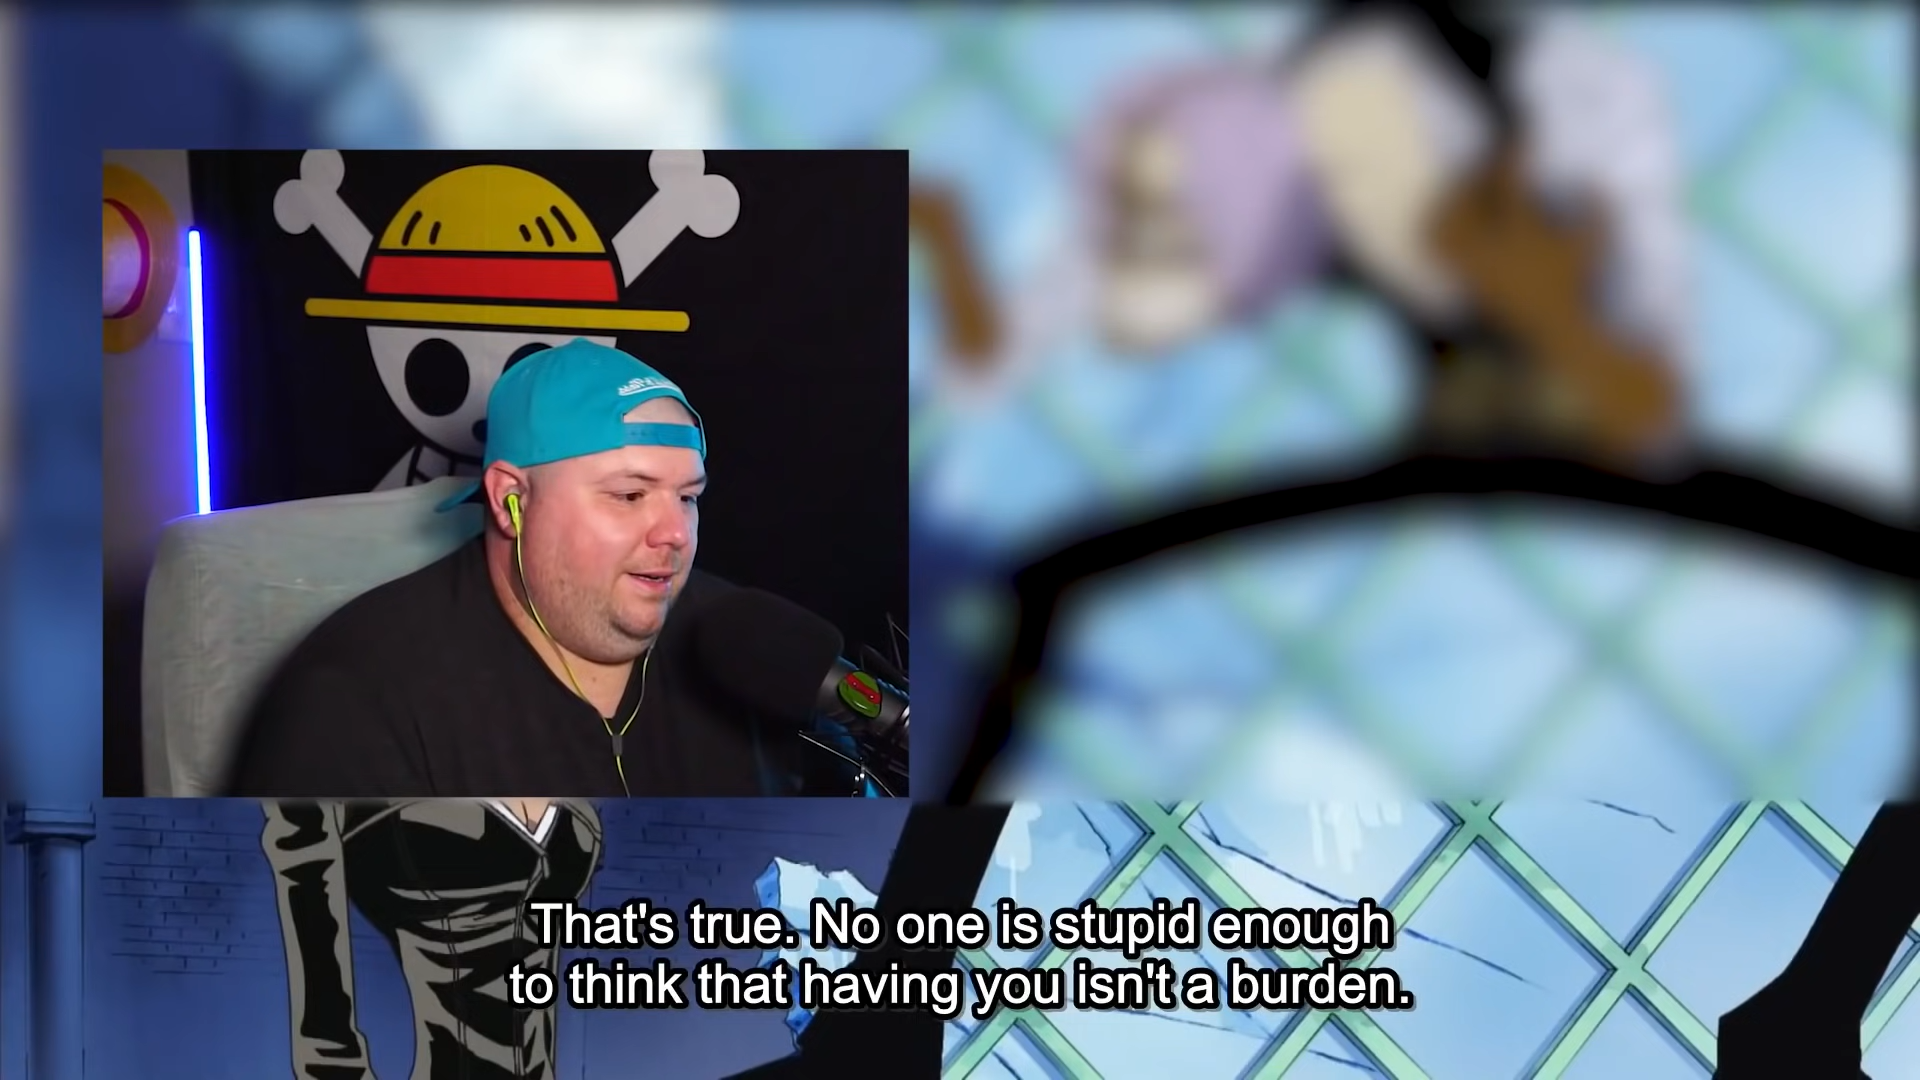 That's true. No one is stupid enough
to think that having you isn't a burden.